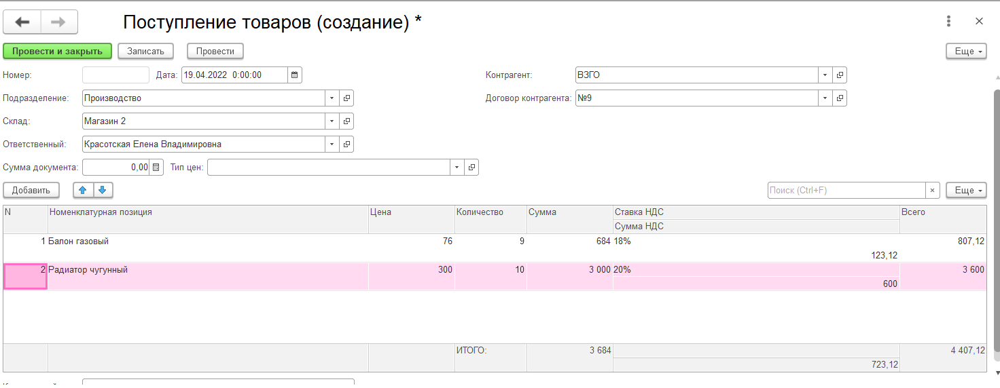 Поступление товаров (создание) *
Провести и закрыть Записать Провести Еще
Номер: Дата: 19.04.2022 0:00:00 Контрагент: ВЗГО
Подразделение: Производство Договор контрагента: №9
Склад: Магазин 2
Ответственный: Красотская Елена Владимировна
Сумма документа: 0,00 Тип цен:
Добавить Поиск (Ctrl+F) × Еще
N Номенклатурная позиция Цена Количество Сумма Ставка НДС Всего
Сумма НДС
1 Балон газовый 76 9 684 18% 807,12
123,12
2 Радиатор чугунный 300 10 3 000 20% 3 600
600
ИТОГО: 3 684 4 407,12
723,12